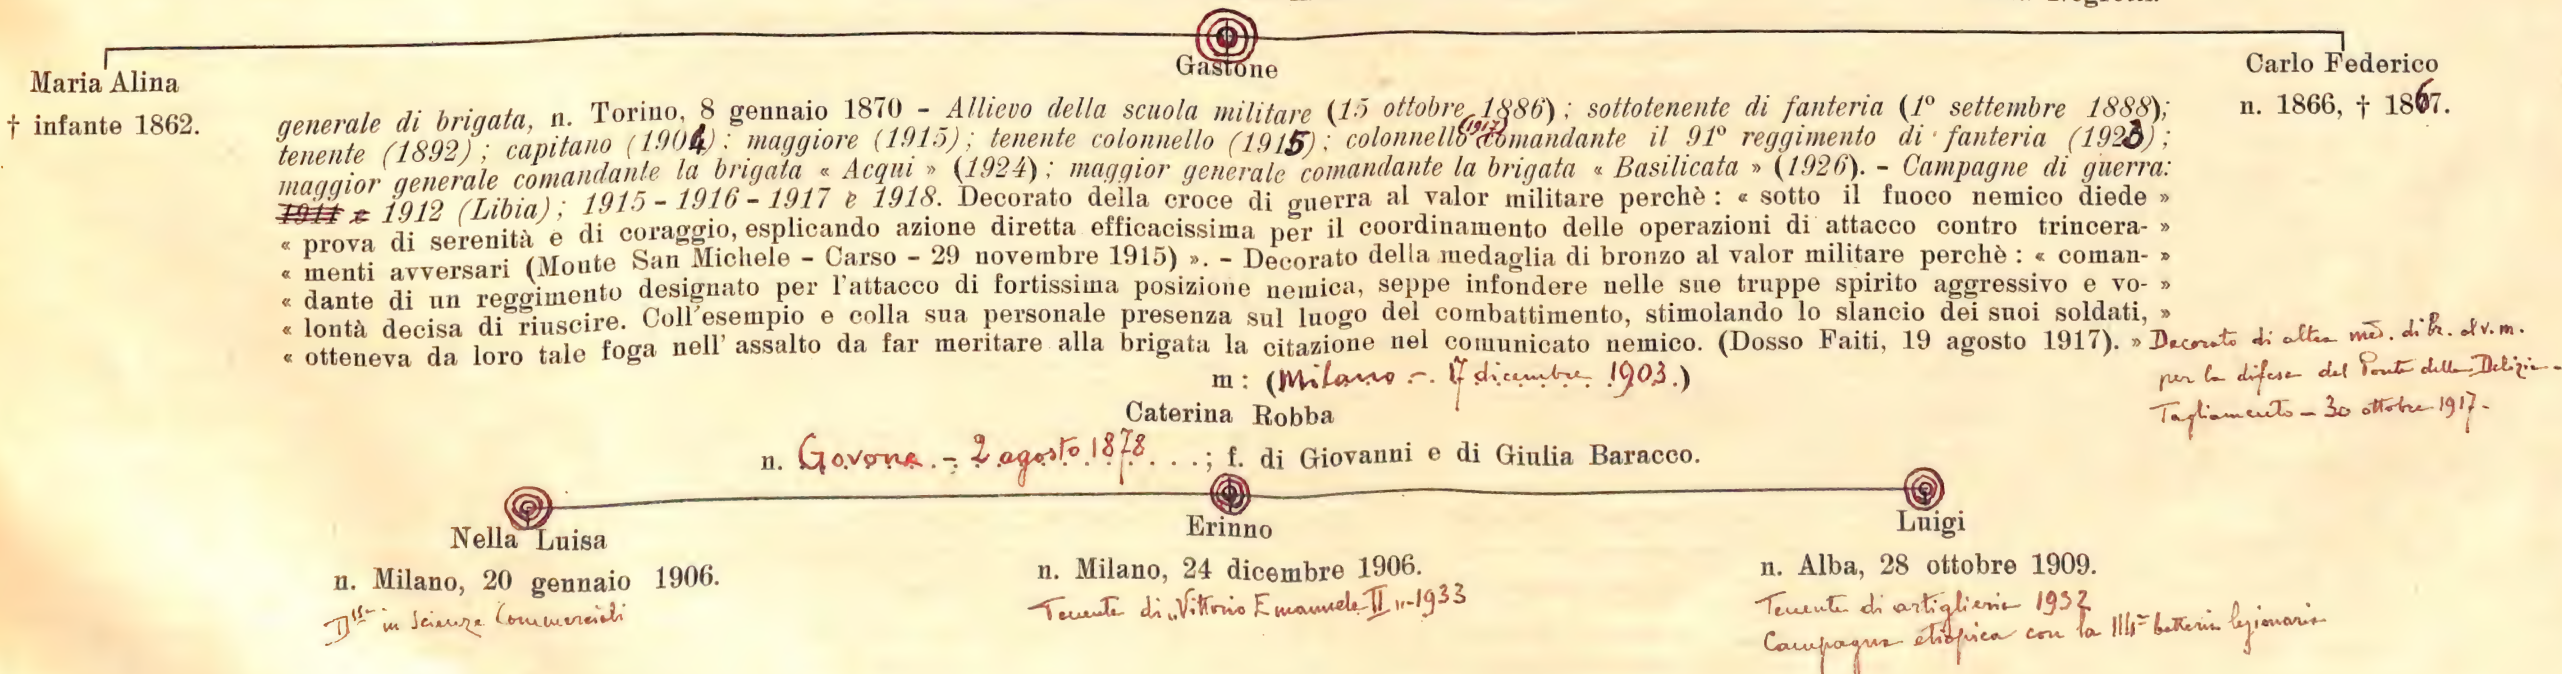 Gastone
Maria Alina
† infante 1862.
Carlo Federico
n. 1866, † 1867.
generale di brigata, n. Torino, 8 gennaio 1870 - Allievo della scuola militare (15 ottobre 1886); sottotenente di fanteria (1° settembre 1888);
tenente (1892); capitano (1904): maggiore (1915); tenente colonnello (1915); colonnello (1917) comandante il 91° reggimento di fanteria (1923);
maggior generale comandante la brigata « Acqui » (1924); maggior generale comandante la brigata « Basilicata » (1926). - Campagne di guerra:
1911 e 1912 (Libia); 1915 - 1916 - 1917 e 1918. Decorato della croce di guerra al valor militare perchè : « sotto il fuoco nemico diede »
« prova di serenità e di coraggio, esplicando azione diretta efficacissima per il coordinamento delle operazioni di attacco contro trincera- »
« menti avversari (Monte San Michele - Carso - 29 novembre 1915) ». - Decorato della medaglia di bronzo al valor militare perchè : « coman- »
« dante di un reggimento designato per l'attacco di fortissima posizione nemica, seppe infondere nelle sue truppe spirito aggressivo e vo- »
« lontà decisa di riuscire. Coll'esempio e colla sua personale presenza sul luogo del combattimento, stimolando lo slancio dei suoi soldati, »
« otteneva da loro tale foga nell' assalto da far meritare alla brigata la citazione nel comunicato nemico. (Dosso Faiti, 19 agosto 1917). » Decorato di altra med. di br. al v. m.
per la difesa del Ponte della Delizia -
Tagliamento - 30 ottobre 1917 -
m : (Milano - 17 dicembre 1903.)
Caterina Robba
n. Govone - 2 agosto 1878 . . . ; f. di Giovanni e di Giulia Baracco.
Nella Luisa
n. Milano, 20 gennaio 1906.
in Scienze Commerciali
Erinno
n. Milano, 24 dicembre 1906.
Tenente di „Vittorio Emanuele II„ - 1933
Luigi
n. Alba, 28 ottobre 1909.
Tenente di artiglieria 1932
Campagna etiopica con la batteria legionaria